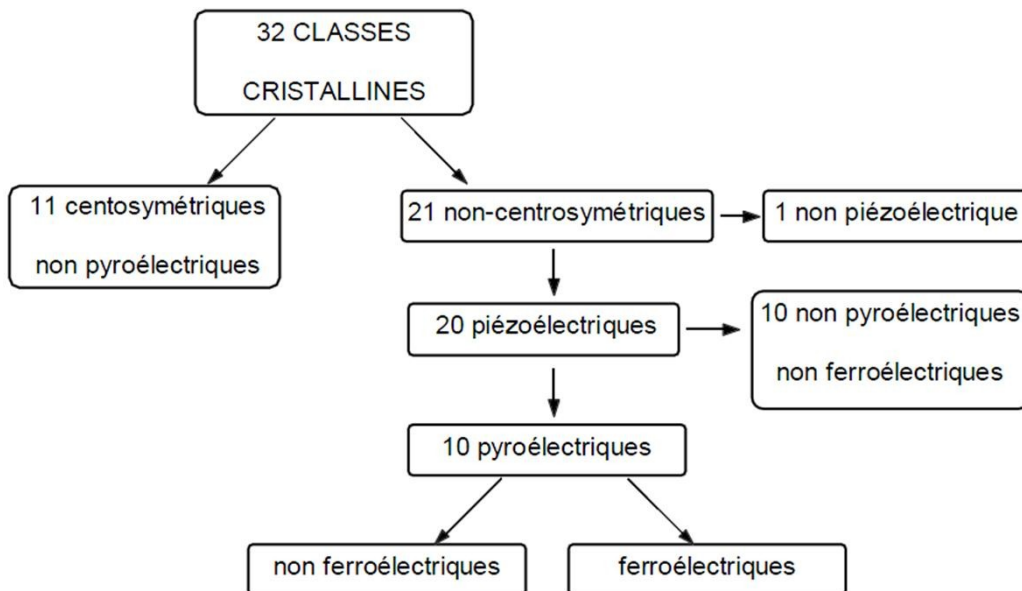 32 CLASSES
CRISTALLINES
11 centosymétriques
non pyroélectriques
21 non-centrosymétriques
1 non piézoélectrique
20 piézoélectriques
10 non pyroélectriques
non ferroélectriques
10 pyroélectriques
non ferroélectriques
ferroélectriques